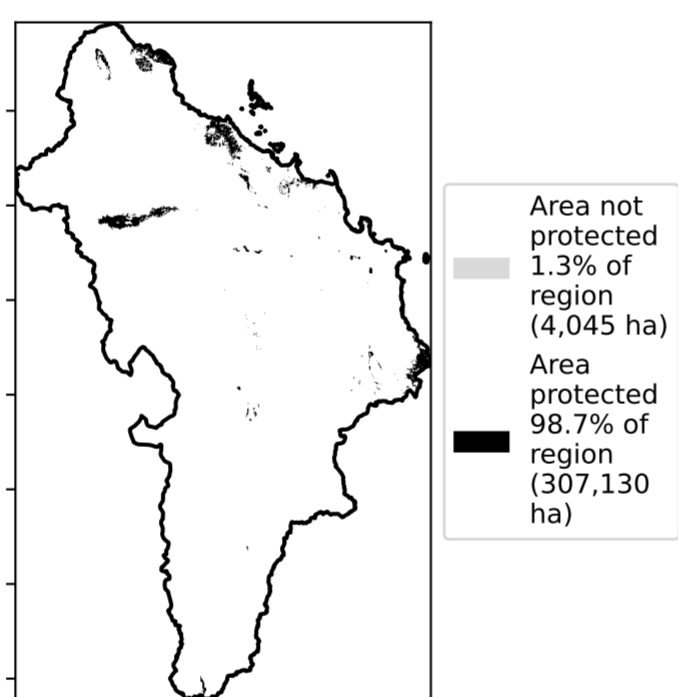 Area not
protected
1.3% of
region
(4,045 ha)
Area
protected
98.7% of
region
(307,130
ha)